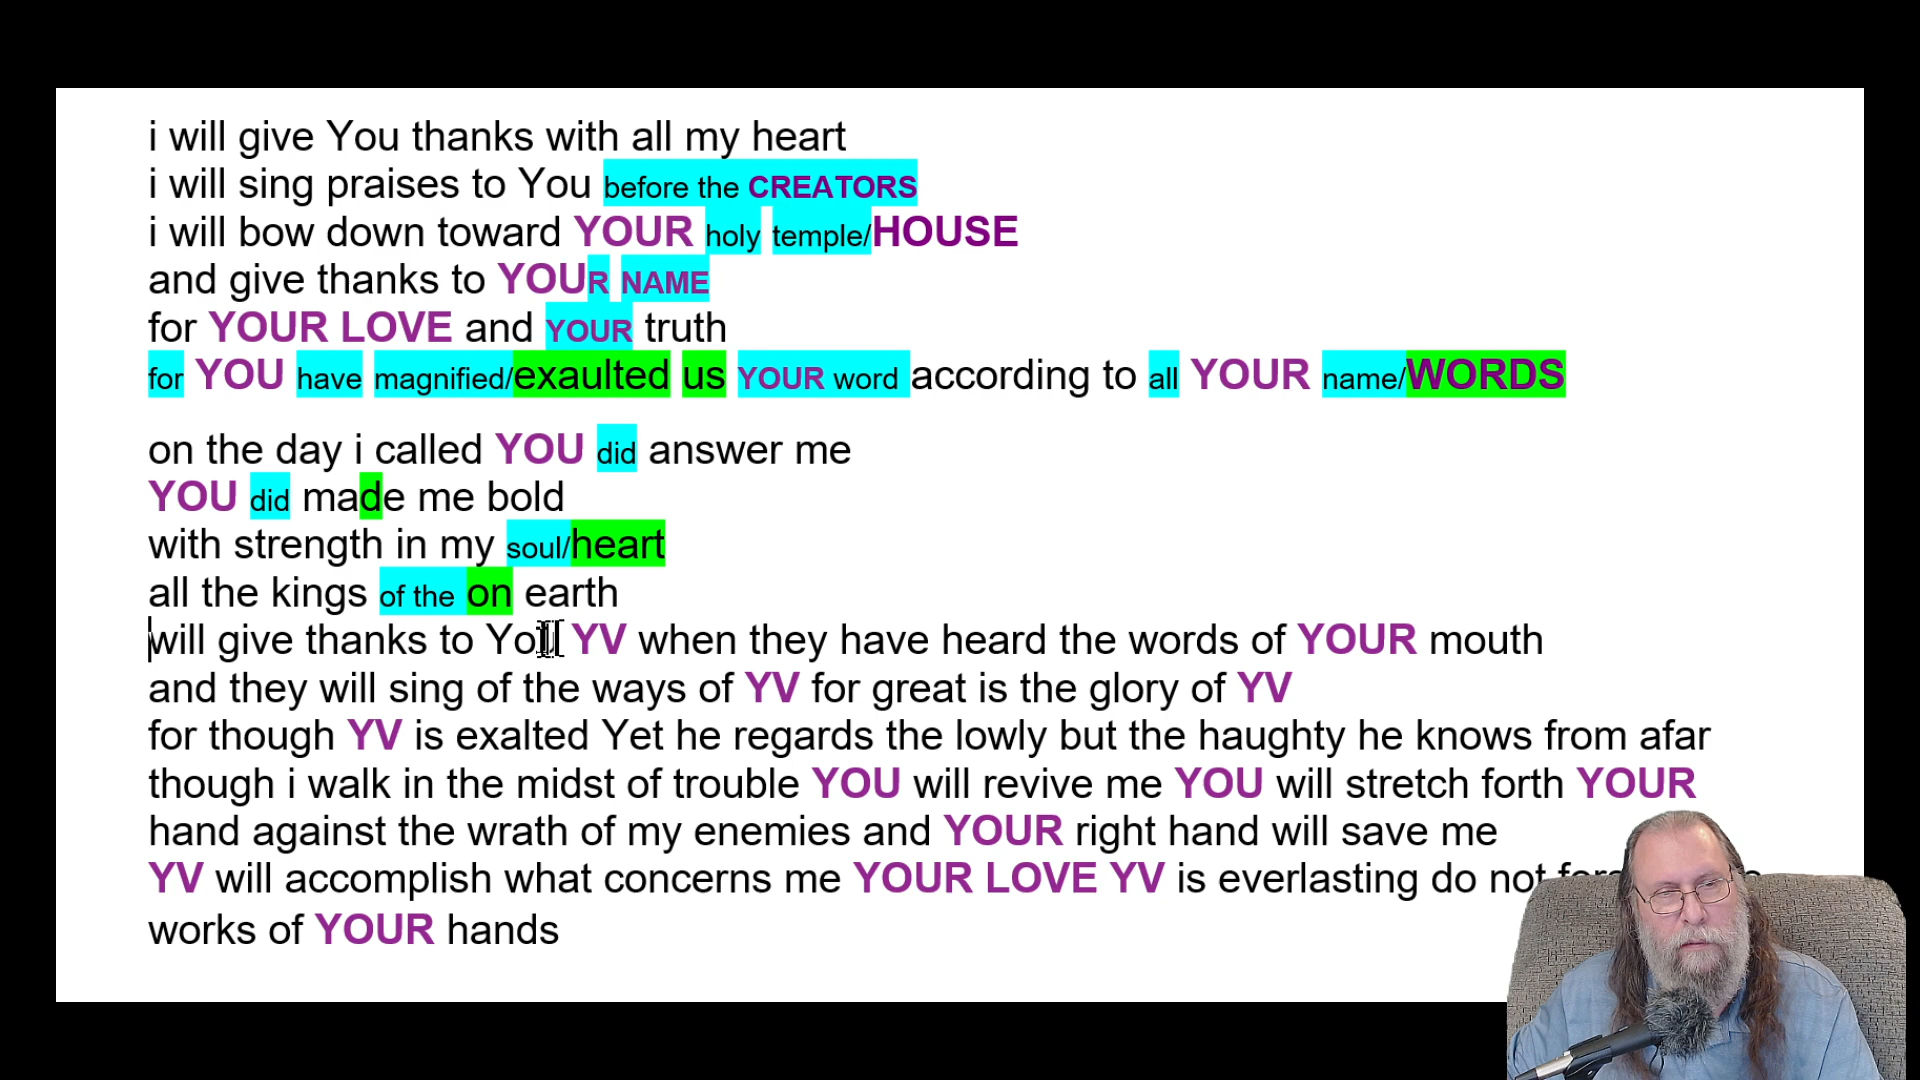 i will give You thanks with all my heart
i will sing praises to You before the CREATORS
i will bow down toward YOUR holy temple/HOUSE
and give thanks to YOUR NAME
for YOUR LOVE and YOUR truth
for YOU have magnified/exaulted us YOUR word according to all YOUR name/WORDS
on the day i called YOU did answer me
YOU did made me bold
with strength in my soul/heart
all the kings of the on earth
will give thanks to YoU YV when they have heard the words of YOUR mouth
and they will sing of the ways of YV for great is the glory of YV
for though YV is exalted Yet he regards the lowly but the haughty he knows from afar
though i walk in the midst of trouble YOU will revive me YOU will stretch forth YOUR
hand against the wrath of my enemies and YOUR right hand will save me
YV will accomplish what concerns me YOUR LOVE YV is everlasting do not
works of YOUR hands